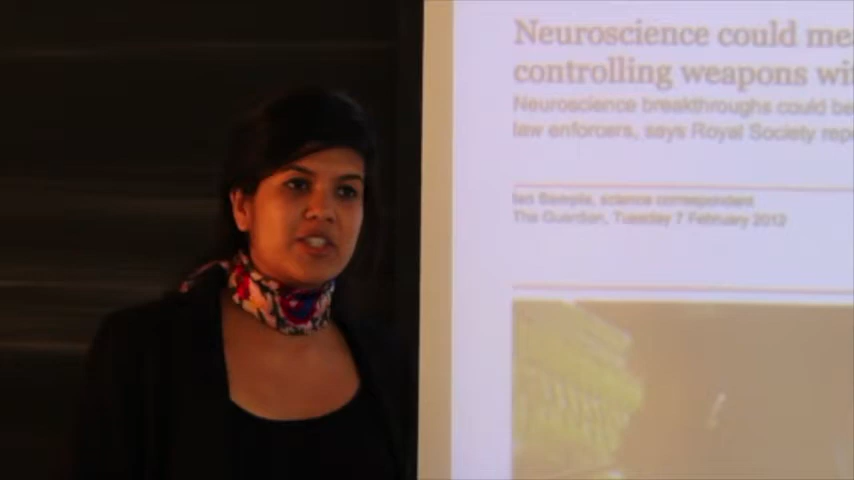 Neuroscience could me
controlling weapons wi
Neuroscience breakthroughs could be
law enforcers, says Royal Society rep
Ian Sample, science correspondent
The Guardian, Tuesday 7 February 2012